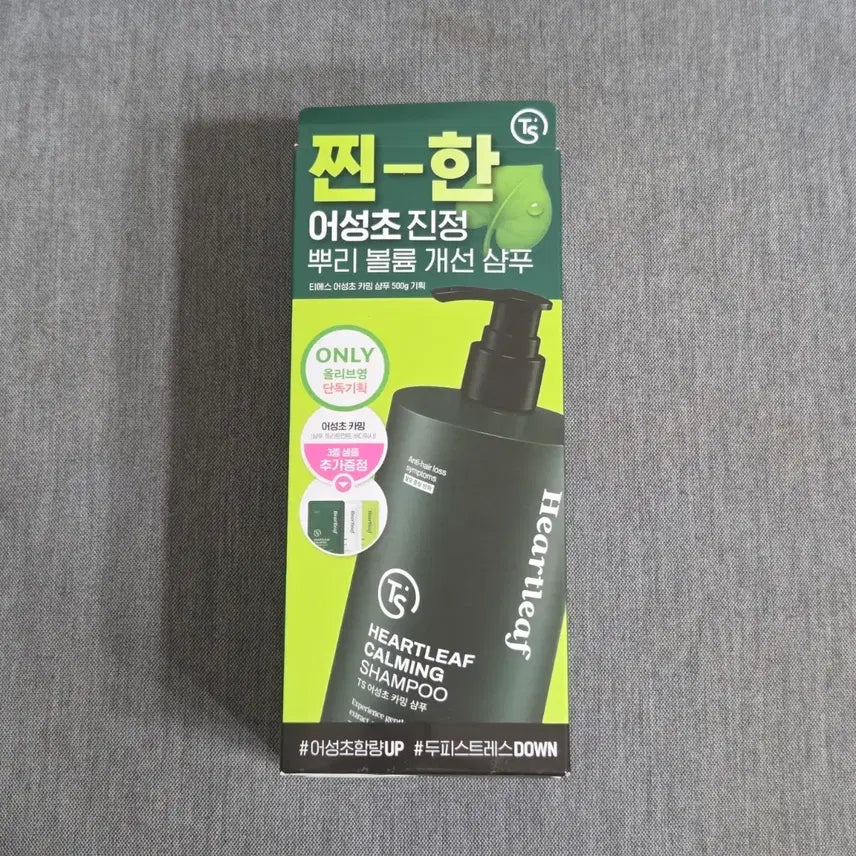 TS
찐-한
어성초 진정
뿌리 볼륨 개선 샴푸
티에스 어성초 카밍 샴푸 500g 기획
ONLY
올리브영
단독기획
어성초 카밍
3종 샘플
추가증정
Heartleaf
Heartleaf
Heartleaf
Anti-hair loss
symptoms
Heartleaf
TS
HEARTLEAF
CALMING
SHAMPOO
TS 어성초 카밍 샴푸
Experience
#어성초함량UP #두피스트레스DOWN